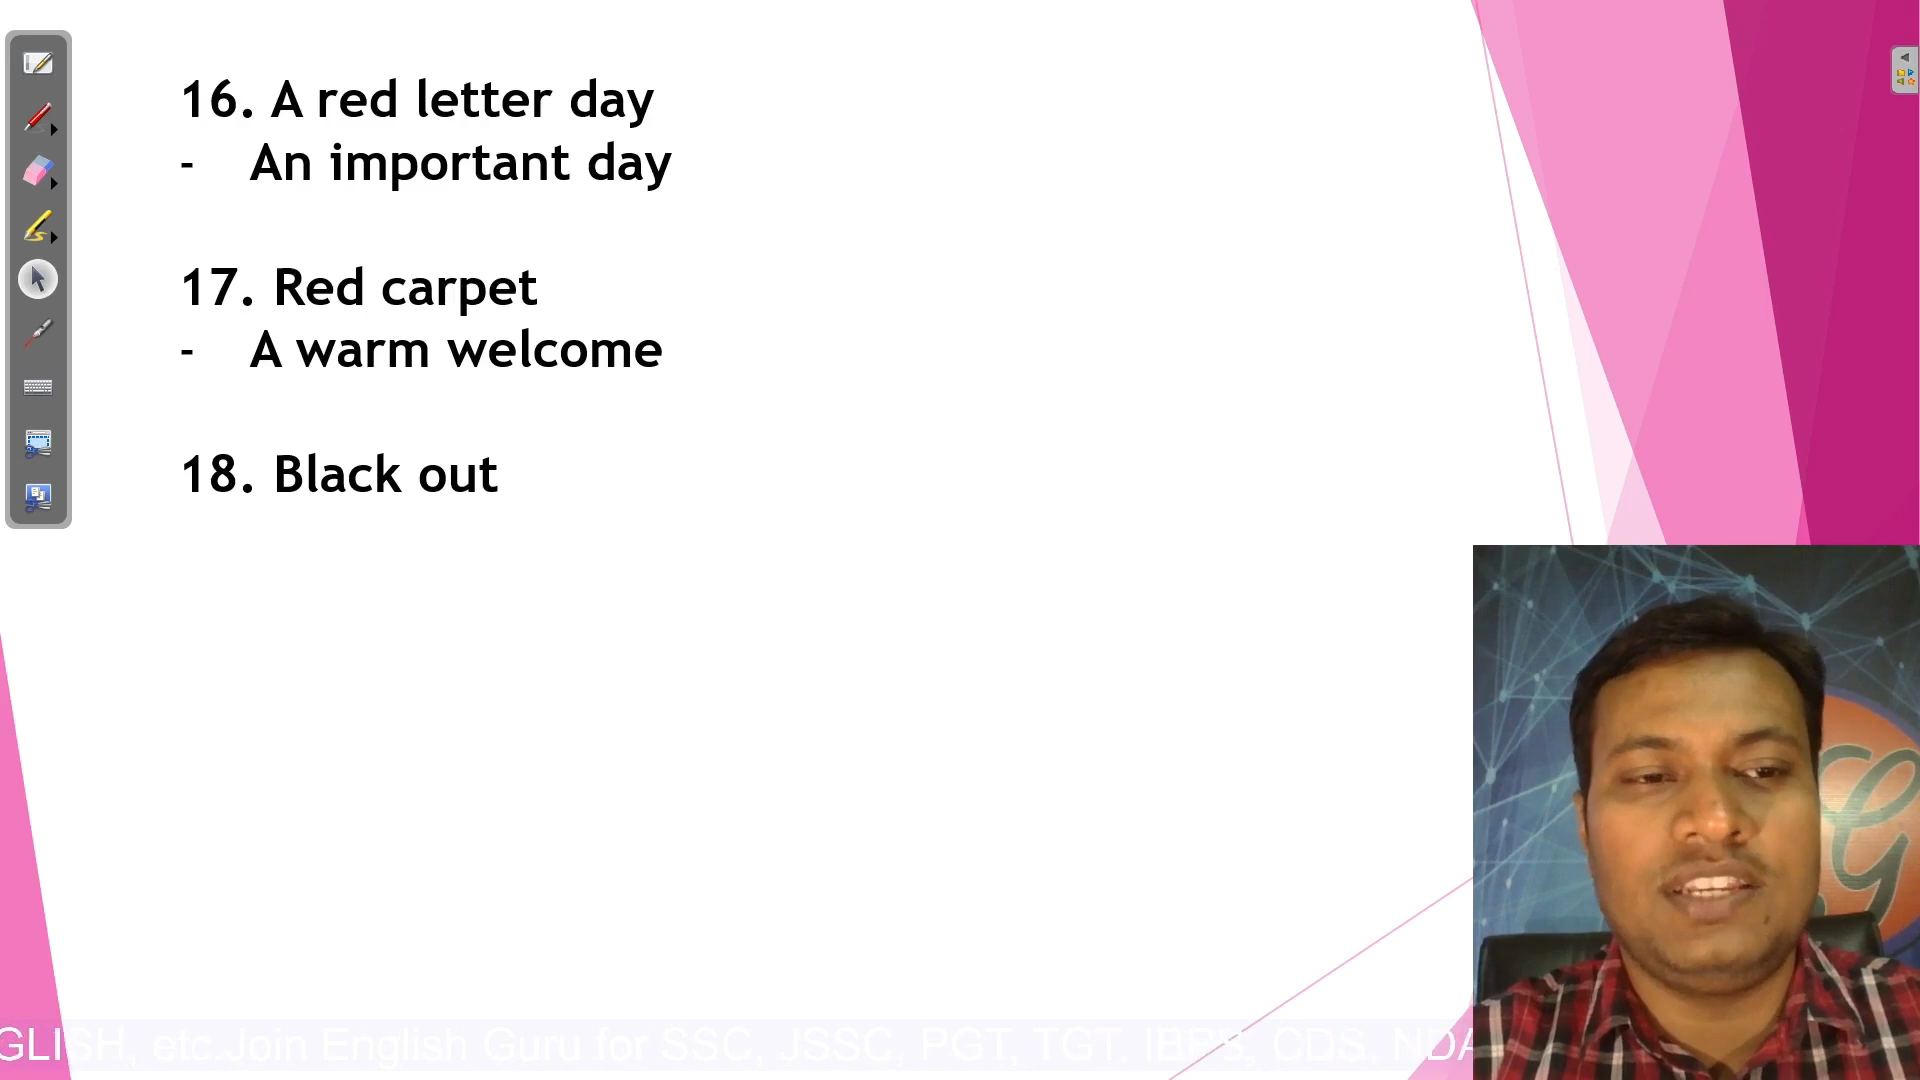 16. A red letter day
- An important day
17. Red carpet
- A warm welcome
18. Black out
G
GLISH, etc.Join English Guru for SSC, JSSC, PGT, TGT, IBPS, CDS, NDA